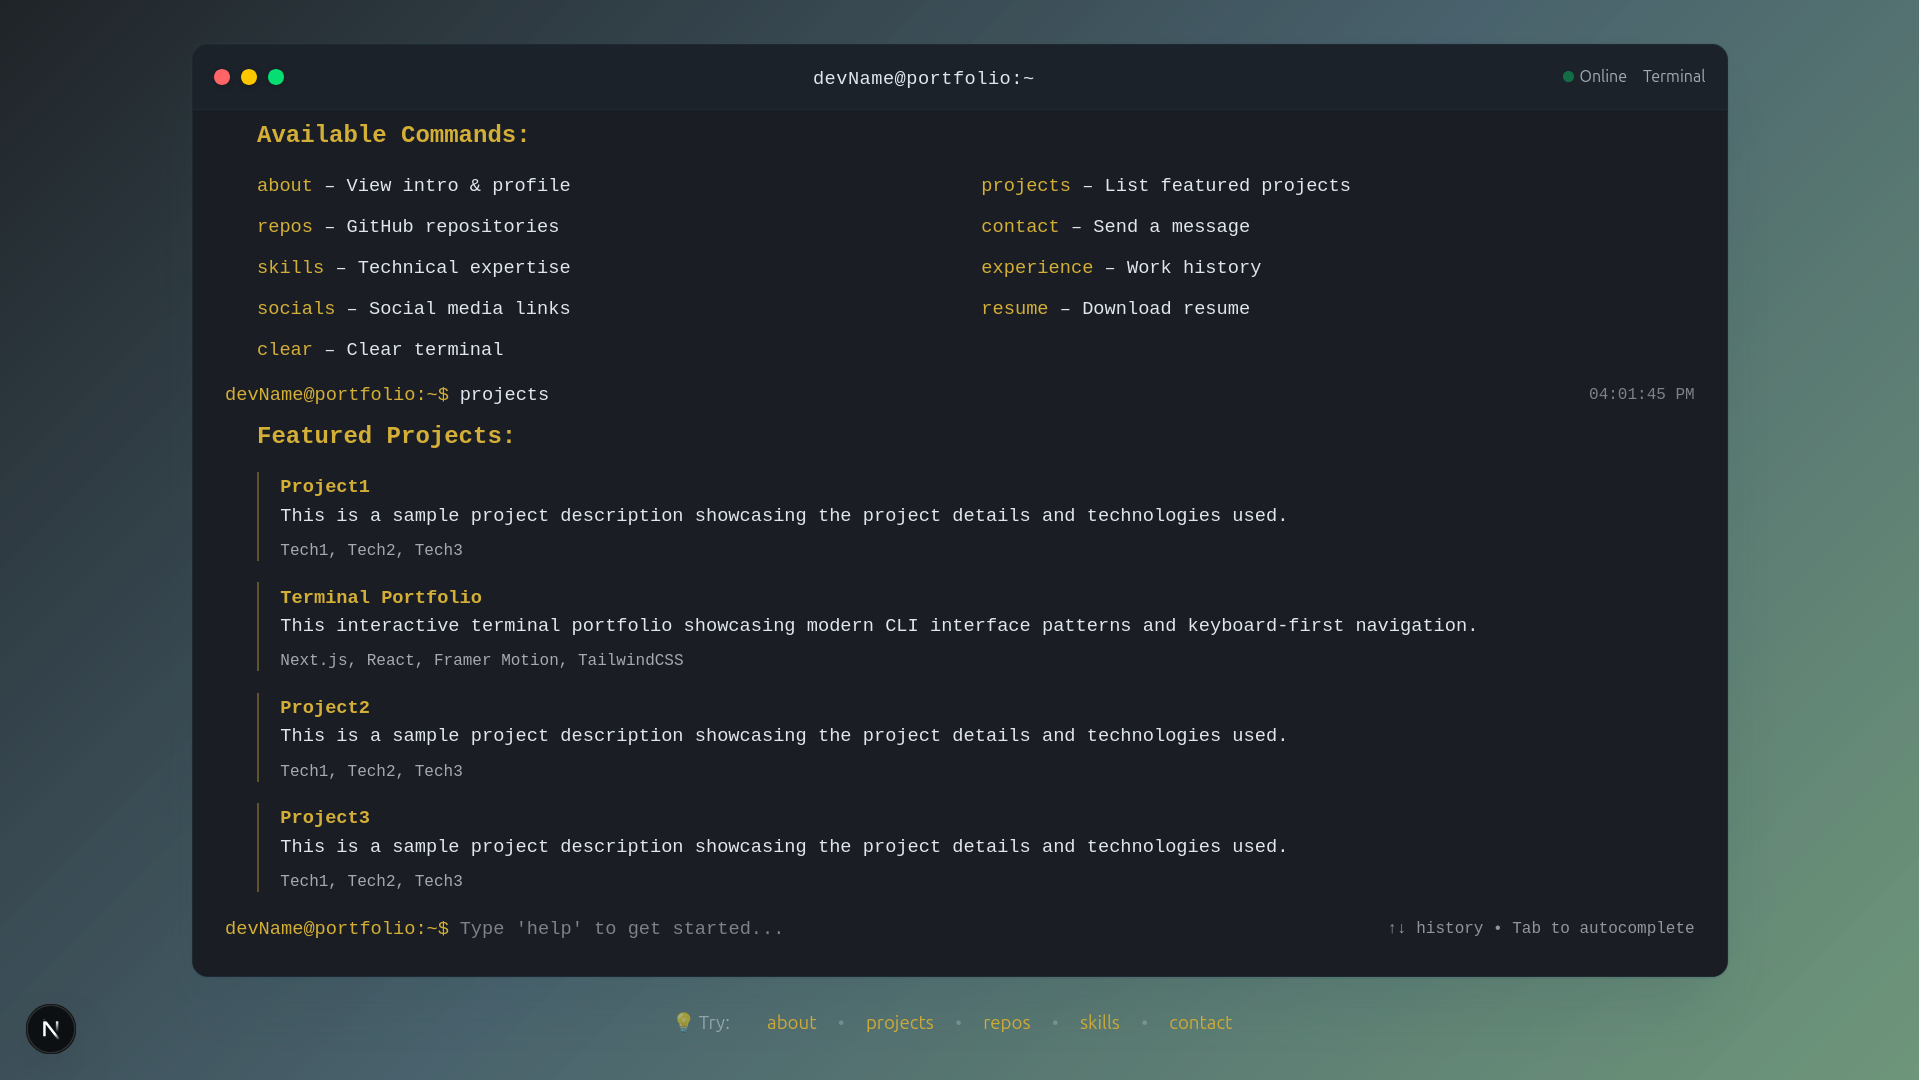 devName@portfolio:~
Online Terminal
Available Commands:
about – View intro & profile
projects – List featured projects
repos – GitHub repositories
contact – Send a message
skills – Technical expertise
experience – Work history
socials – Social media links
resume – Download resume
clear – Clear terminal
devName@portfolio:~$ projects 04:01:45 PM
Featured Projects:
Project1
This is a sample project description showcasing the project details and technologies used.
Tech1, Tech2, Tech3
Terminal Portfolio
This interactive terminal portfolio showcasing modern CLI interface patterns and keyboard-first navigation.
Next.js, React, Framer Motion, TailwindCSS
Project2
This is a sample project description showcasing the project details and technologies used.
Tech1, Tech2, Tech3
Project3
This is a sample project description showcasing the project details and technologies used.
Tech1, Tech2, Tech3
devName@portfolio:~$ Type 'help' to get started... ↑↓ history • Tab to autocomplete
💡 Try: about • projects • repos • skills • contact
N